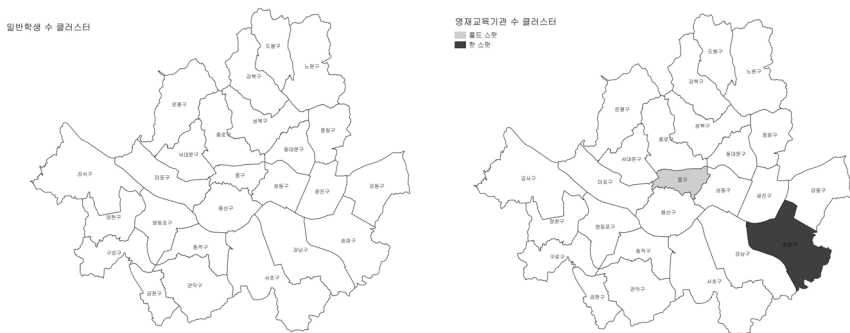 일반학생 수 클러스터
도봉구
노원구
강북구
은평구
성북구
중랑구
종로구
서대문구
동대문구
강서구
마포구
중구
성동구
광진구
강동구
용산구
양천구
영등포구
동작구
송파구
강남구
구로구
서초구
관악구
금천구
영재교육기관 수 클러스터
콜드 스팟
핫 스팟
도봉구
노원구
강북구
은평구
성북구
중랑구
종로구
서대문구
동대문구
강서구
마포구
중구
성동구
광진구
강동구
용산구
양천구
영등포구
동작구
송파구
강남구
구로구
서초구
관악구
금천구